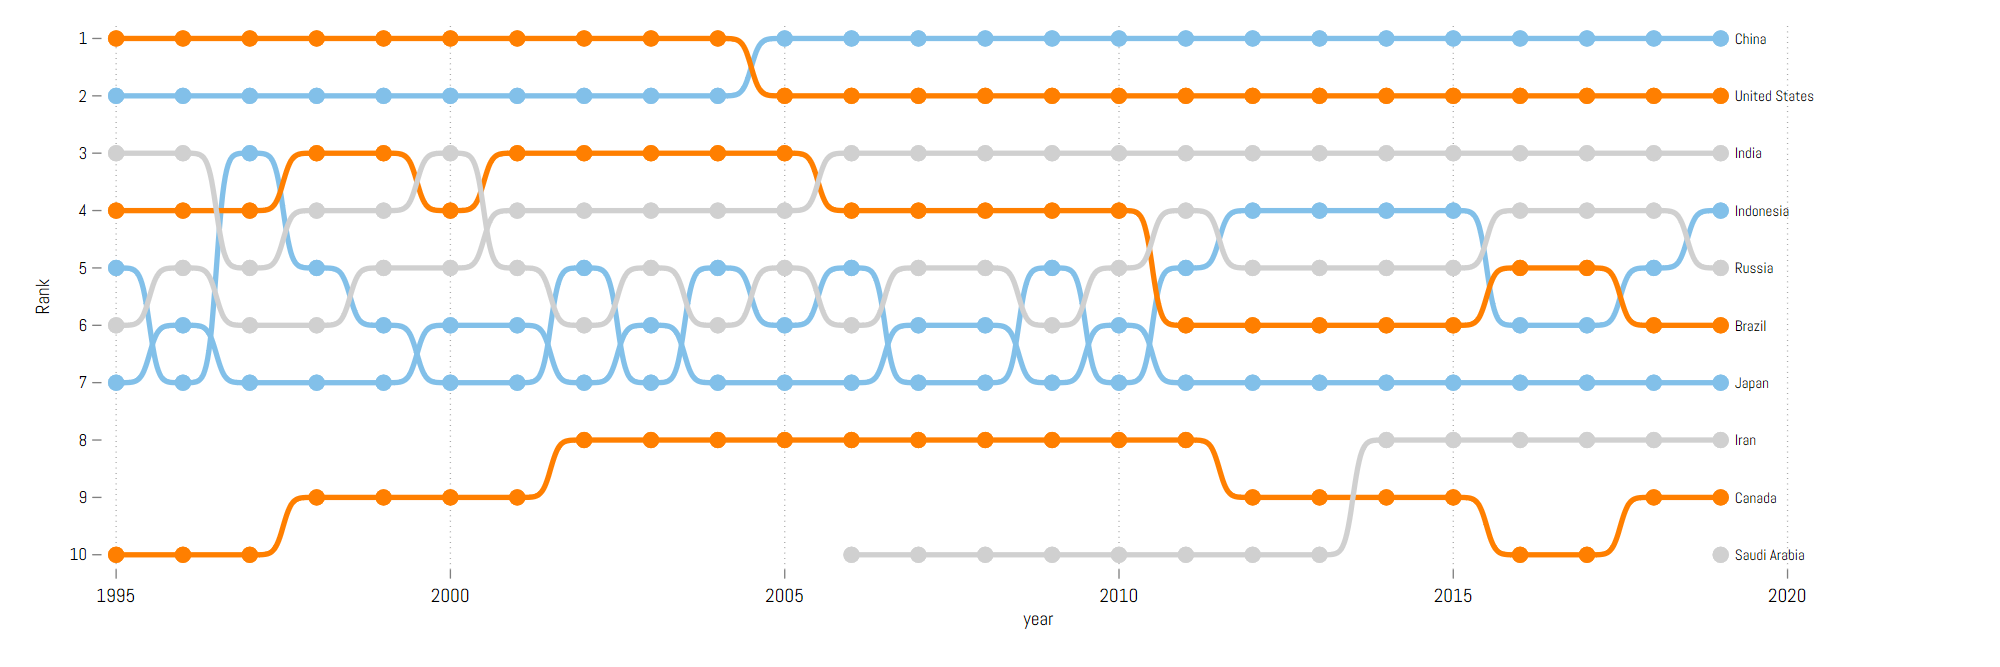 1
China
2
United States
3
India
4
Indonesia
5
Russia
Rank
6
Brazil
7
Japan
8
Iran
9
Canada
10
Saudi Arabia
1995 2000 2005 2010 2015 2020
year